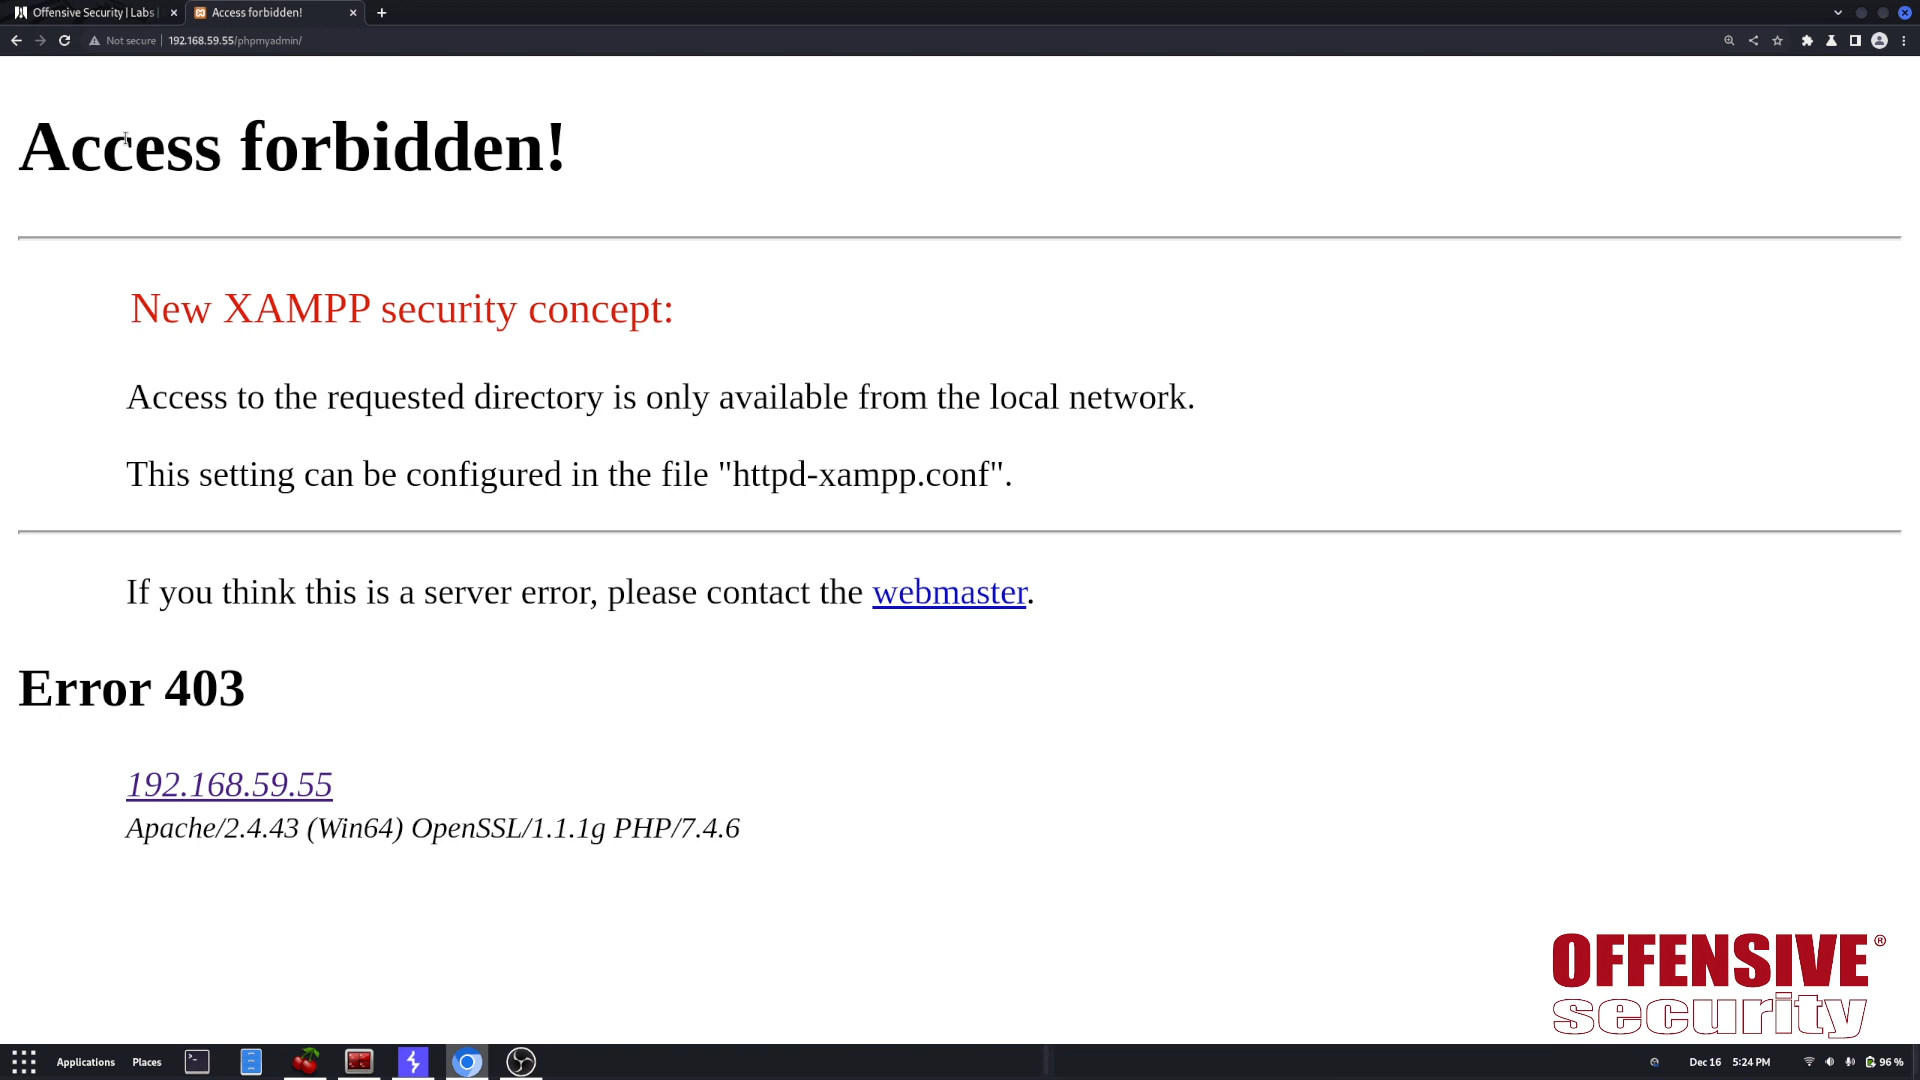 Offensive Security | Labs
Access forbidden!
Not secure
192.168.59.55/phpmyadmin/
Access forbidden!
New XAMPP security concept:
Access to the requested directory is only available from the local network.
This setting can be configured in the file "httpd-xampp.conf".
If you think this is a server error, please contact the webmaster.
Error 403
192.168.59.55
Apache/2.4.43 (Win64) OpenSSL/1.1.1g PHP/7.4.6
OFFENSIVE®
security
Applications Places Dec 16 5:24 PM 96 %